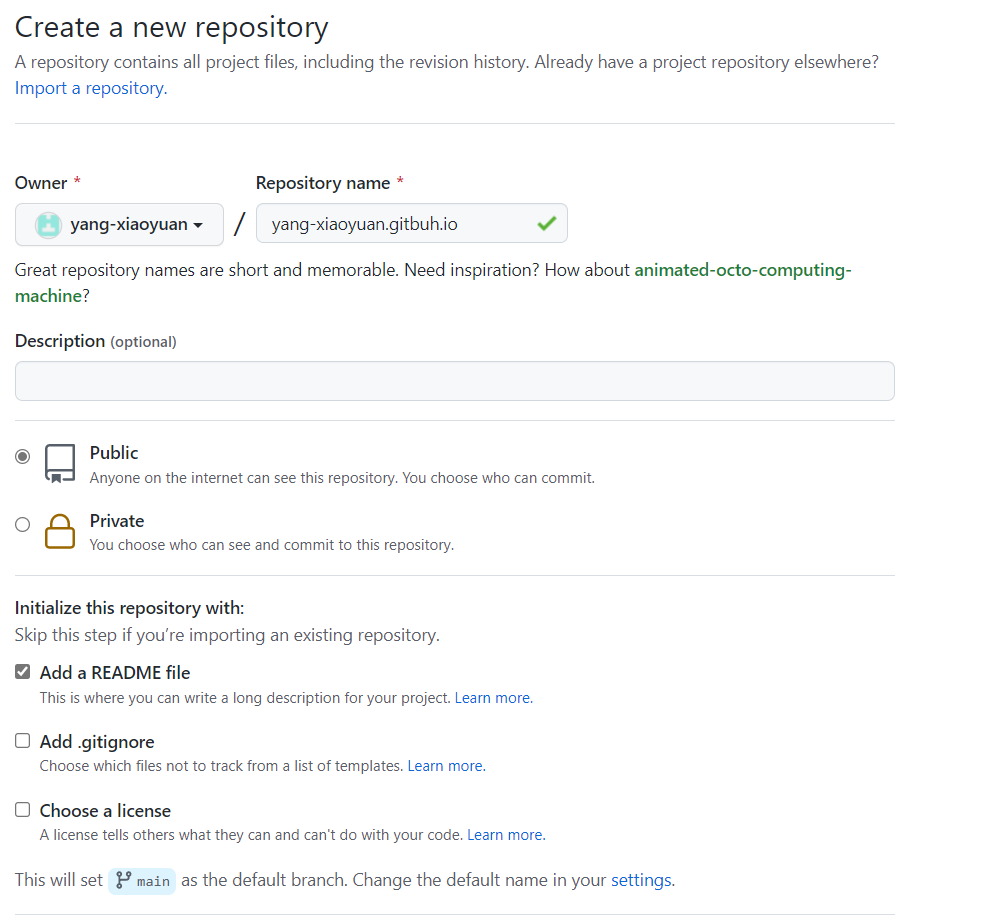 Create a new repository
A repository contains all project files, including the revision history. Already have a project repository elsewhere?
Import a repository.
Owner * Repository name *
yang-xiaoyuan / yang-xiaoyuan.gitbuh.io
Great repository names are short and memorable. Need inspiration? How about animated-octo-computing-
machine?
Description (optional)
Public
Anyone on the internet can see this repository. You choose who can commit.
Private
You choose who can see and commit to this repository.
Initialize this repository with:
Skip this step if you’re importing an existing repository.
Add a README file
This is where you can write a long description for your project. Learn more.
Add .gitignore
Choose which files not to track from a list of templates. Learn more.
Choose a license
A license tells others what they can and can't do with your code. Learn more.
This will set main as the default branch. Change the default name in your settings.